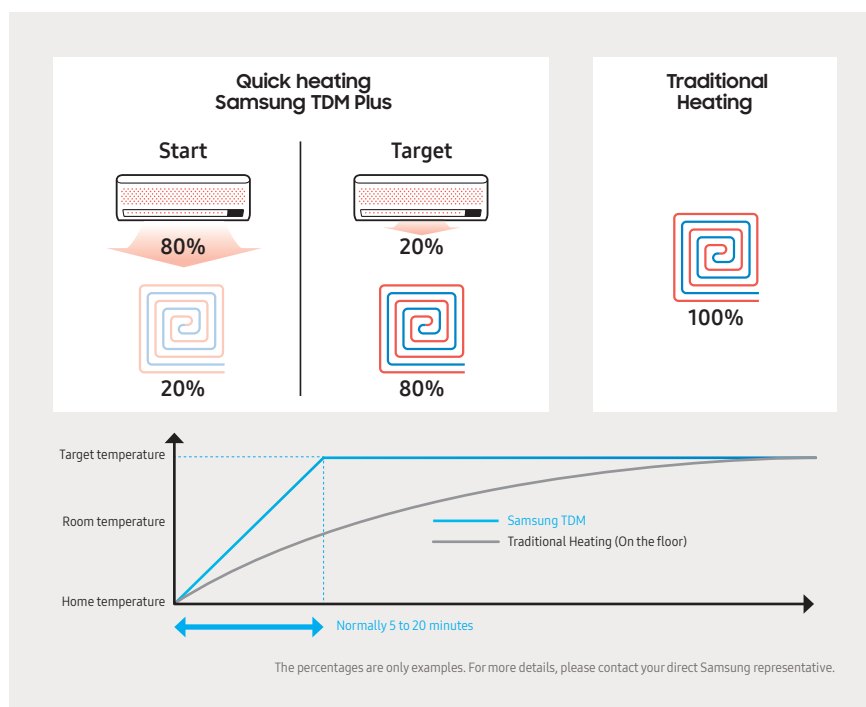 Quick heating
Samsung TDM Plus
Start
Target
80%
20%
20%
80%
Traditional
Heating
100%
Target temperature
Room temperature
Home temperature
Samsung TDM
Traditional Heating (On the floor)
Normally 5 to 20 minutes
The percentages are only examples. For more details, please contact your direct Samsung representative.